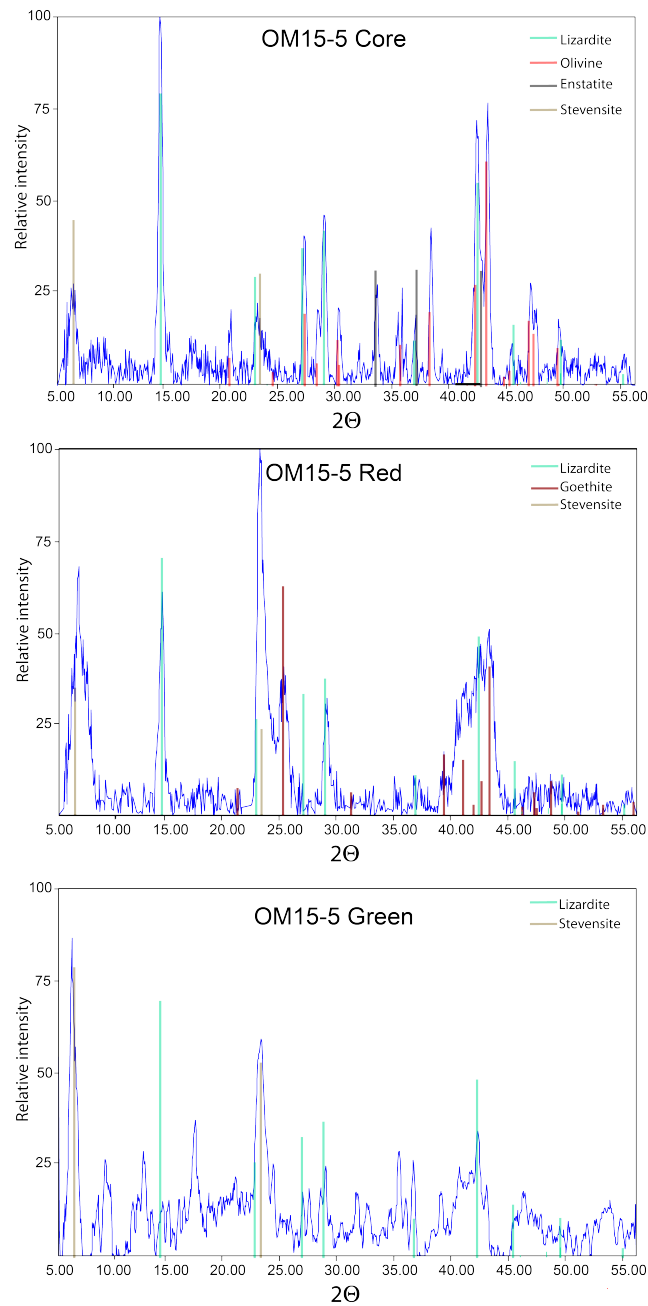 OM15-5 Core
Lizardite
Olivine
Enstatite
Stevensite
Relative intensity
100
75
50
25
5.00 10.00 15.00 20.00 25.00 30.00 35.00 40.00 45.00 50.00 55.00
2Θ
OM15-5 Red
Lizardite
Goethite
Stevensite
Relative intensity
100
75
50
25
5.00 10.00 15.00 20.00 25.00 30.00 35.00 40.00 45.00 50.00 55.00
2Θ
OM15-5 Green
Lizardite
Stevensite
Relative intensity
100
75
50
25
5.00 10.00 15.00 20.00 25.00 30.00 35.00 40.00 45.00 50.00 55.00
2Θ